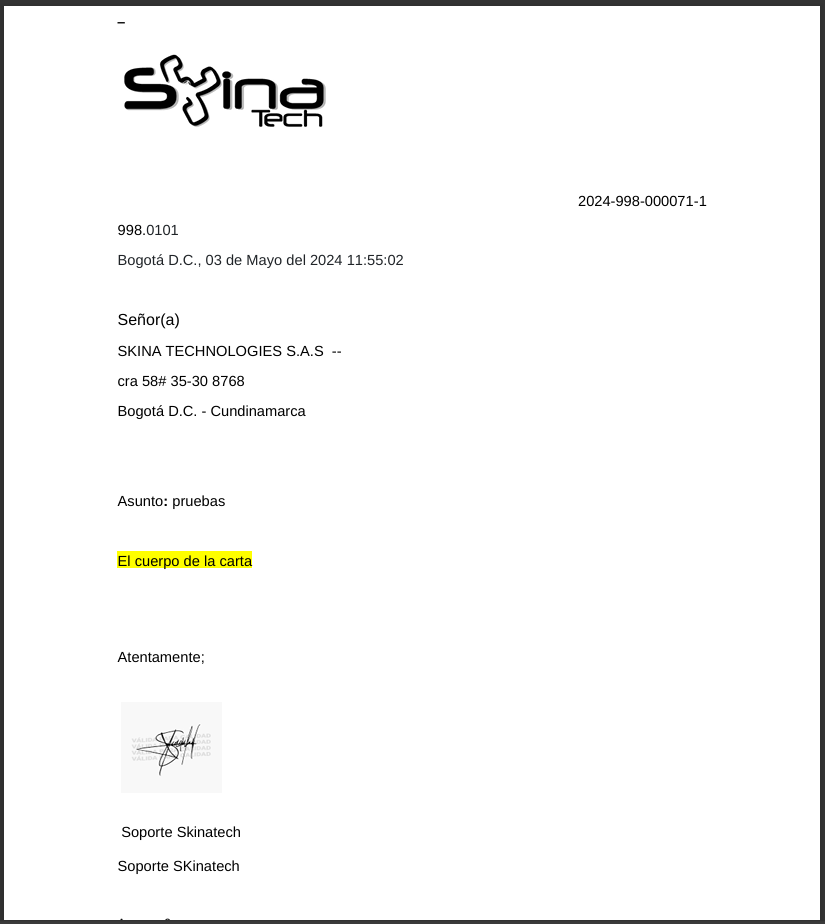 –
Skina
Tech
2024-998-000071-1
998.0101
Bogotá D.C., 03 de Mayo del 2024 11:55:02
Señor(a)
SKINA TECHNOLOGIES S.A.S  --
cra 58# 35-30 8768
Bogotá D.C. - Cundinamarca
Asunto: pruebas
El cuerpo de la carta
Atentamente;
Soporte Skinatech
Soporte SKinatech